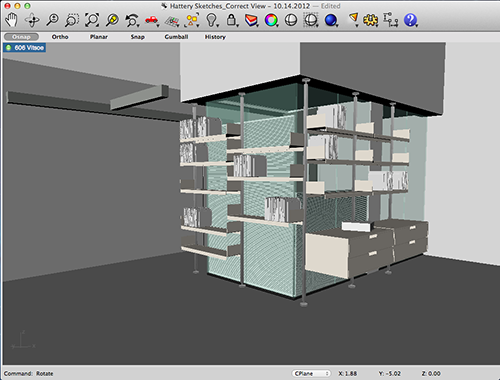 Hattery Sketches_Correct View – 10.14.2012 — Edited
Osnap Ortho Planar Snap Gumball History
606 Vitsoe
Command: Rotate CPlane X: 1.88 Y: -5.02 Z: 0.00